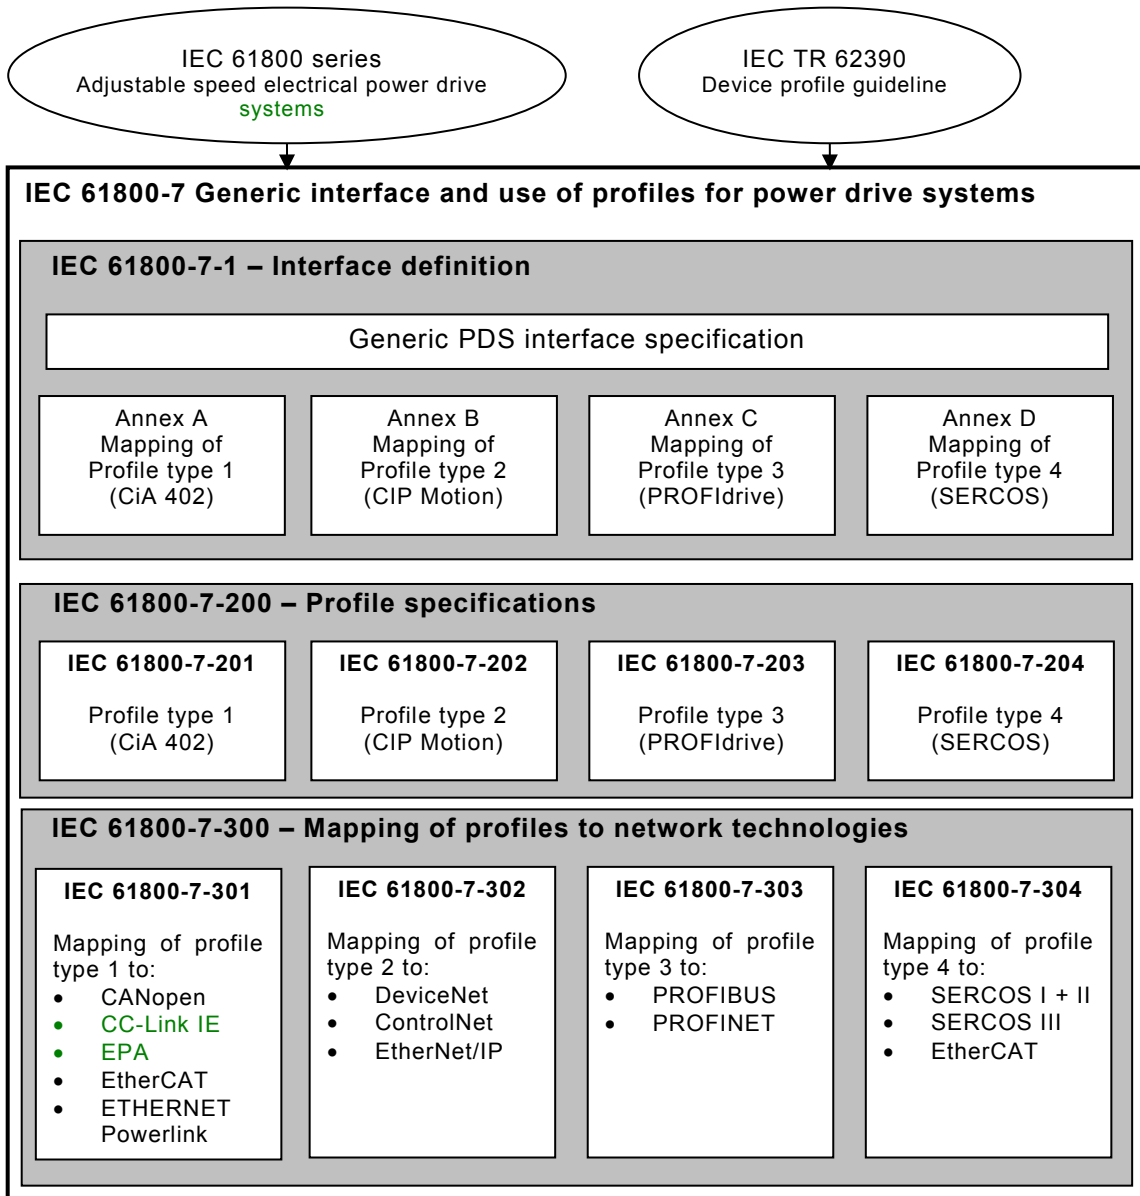 IEC 61800 series
Adjustable speed electrical power drive
systems
IEC TR 62390
Device profile guideline
IEC 61800-7 Generic interface and use of profiles for power drive systems
IEC 61800-7-1 – Interface definition
Generic PDS interface specification
Annex A
Mapping of
Profile type 1
(CiA 402)
Annex B
Mapping of
Profile type 2
(CIP Motion)
Annex C
Mapping of
Profile type 3
(PROFIdrive)
Annex D
Mapping of
Profile type 4
(SERCOS)
IEC 61800-7-200 – Profile specifications
IEC 61800-7-201
Profile type 1
(CiA 402)
IEC 61800-7-202
Profile type 2
(CIP Motion)
IEC 61800-7-203
Profile type 3
(PROFIdrive)
IEC 61800-7-204
Profile type 4
(SERCOS)
IEC 61800-7-300 – Mapping of profiles to network technologies
IEC 61800-7-301
Mapping of profile
type 1 to:
• CANopen
• CC-Link IE
• EPA
• EtherCAT
• ETHERNET
Powerlink
IEC 61800-7-302
Mapping of profile
type 2 to:
• DeviceNet
• ControlNet
• EtherNet/IP
IEC 61800-7-303
Mapping of profile
type 3 to:
• PROFIBUS
• PROFINET
IEC 61800-7-304
Mapping of profile
type 4 to:
• SERCOS I + II
• SERCOS III
• EtherCAT